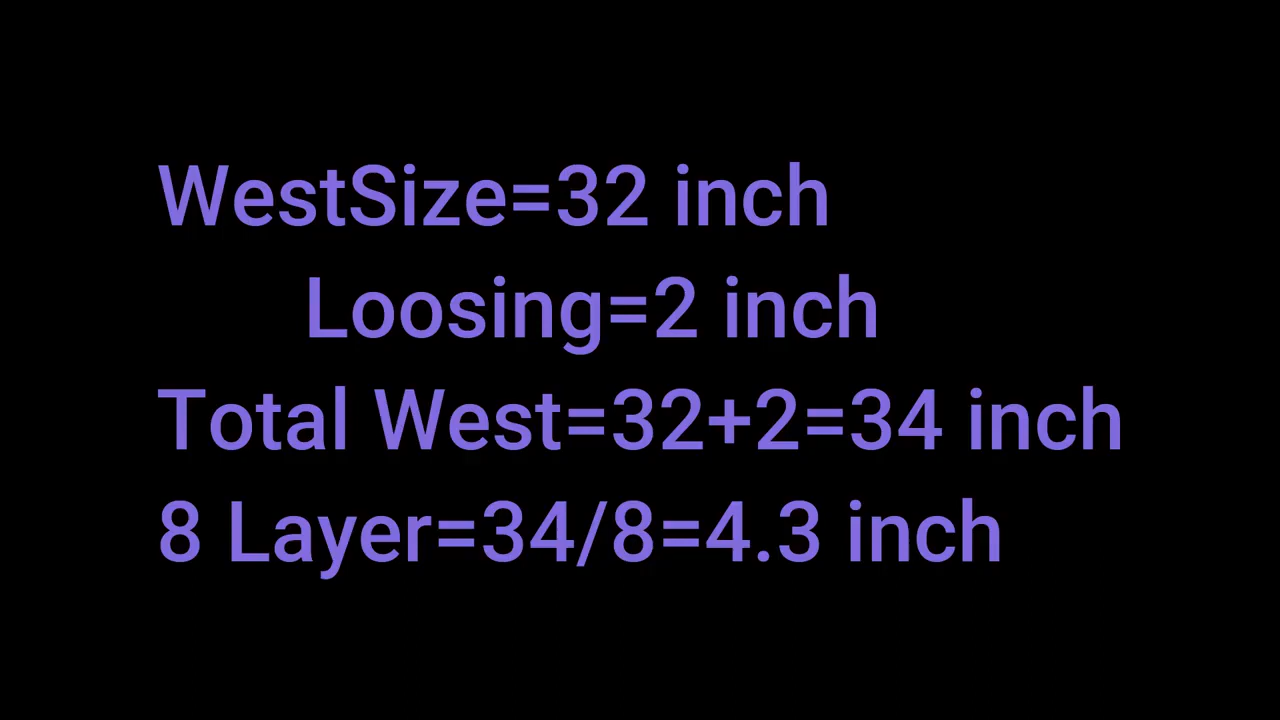 WestSize=32 inch
Loosing=2 inch
Total West=32+2=34 inch
8 Layer=34/8=4.3 inch